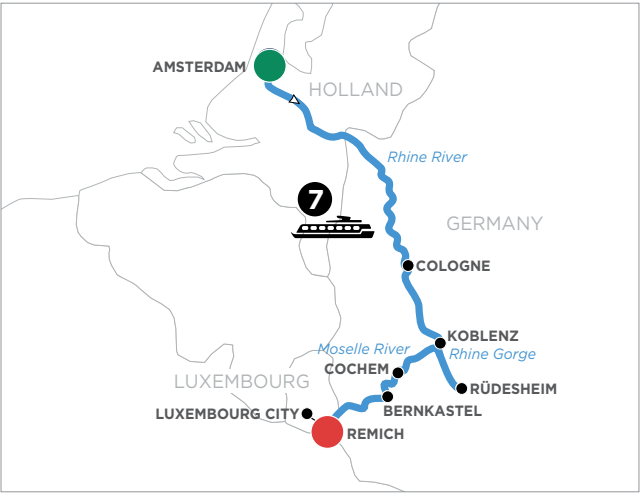 AMSTERDAM
HOLLAND
Rhine River
7
GERMANY
COLOGNE
KOBLENZ
Moselle River
Rhine Gorge
COCHEM
LUXEMBOURG
RÜDESHEIM
BERNKASTEL
LUXEMBOURG CITY
REMICH